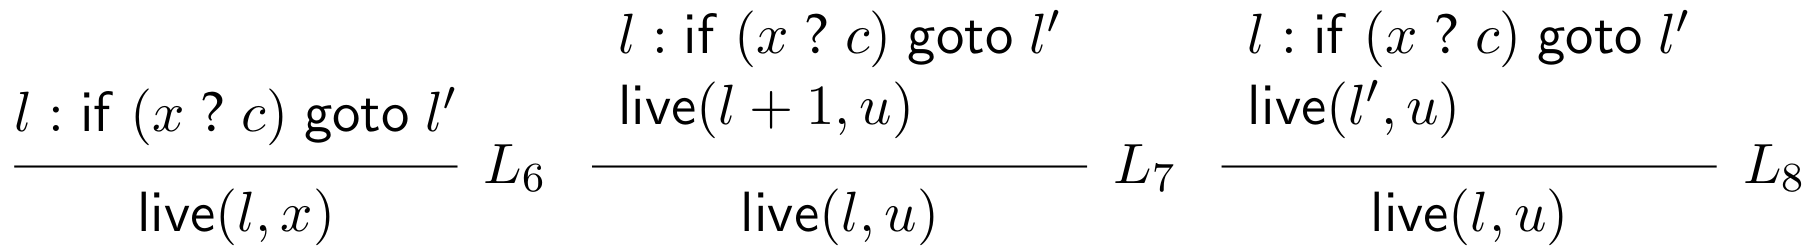 l : if (x ? c) goto l′
live(l, x)
L₆
l : if (x ? c) goto l′
live(l + 1, u)
live(l, u)
L₇
l : if (x ? c) goto l′
live(l′, u)
live(l, u)
L₈